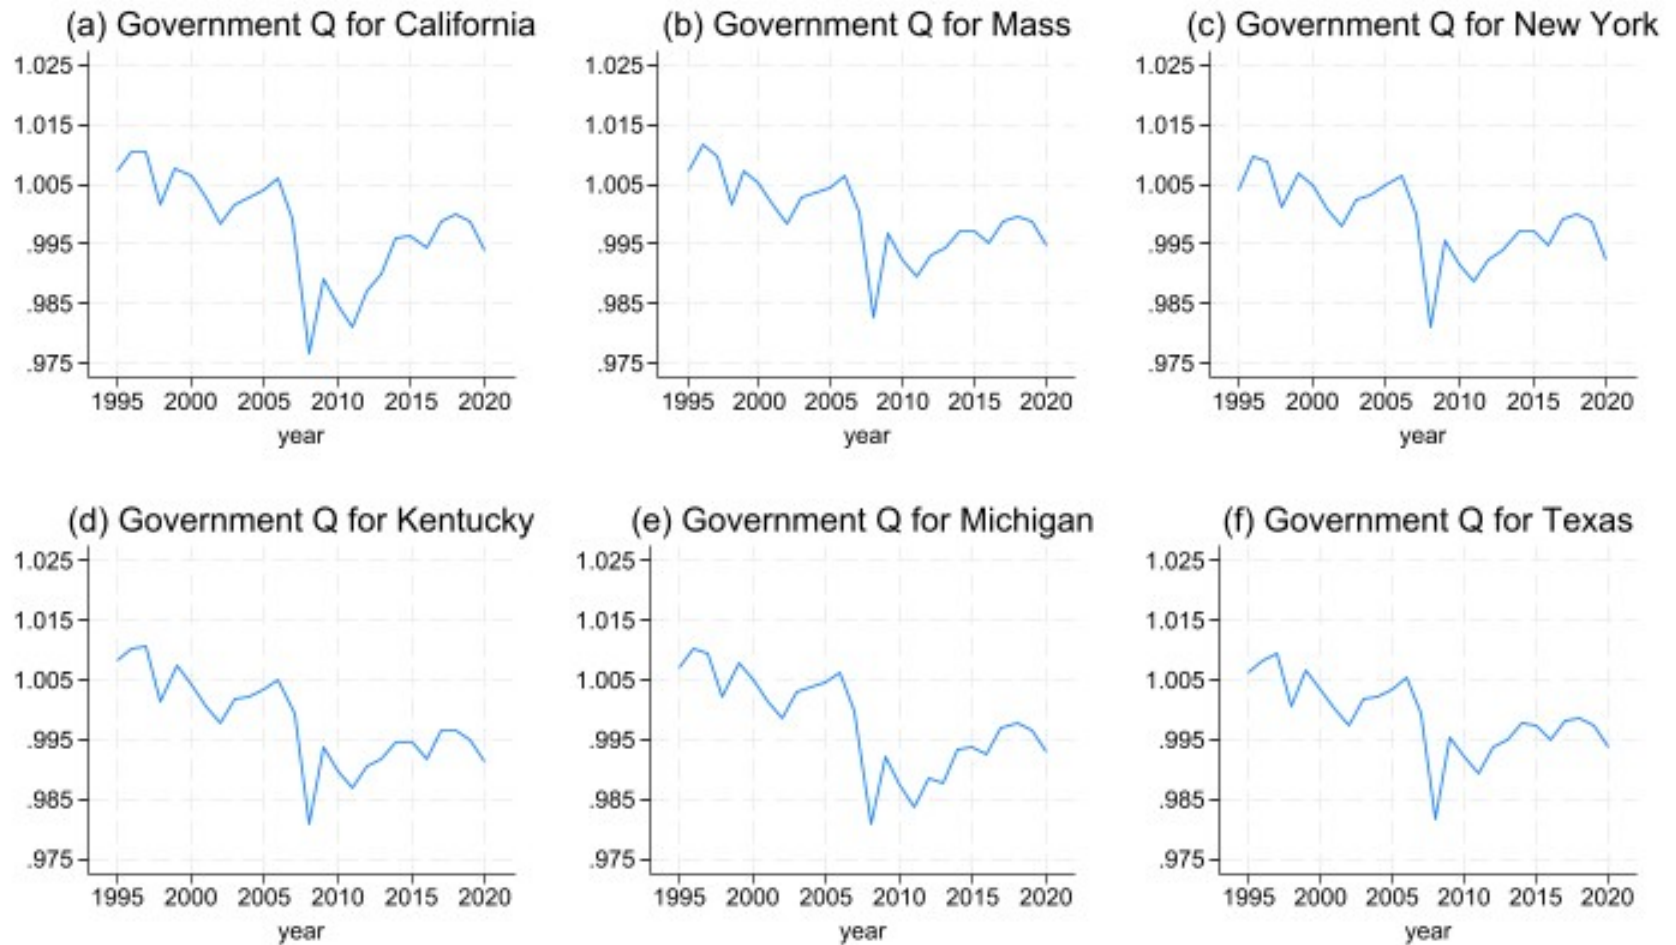 (a) Government Q for California
1.025
1.015
1.005
.995
.985
.975
1995 2000 2005 2010 2015 2020
year
(b) Government Q for Mass
1.025
1.015
1.005
.995
.985
.975
1995 2000 2005 2010 2015 2020
year
(c) Government Q for New York
1.025
1.015
1.005
.995
.985
.975
1995 2000 2005 2010 2015 2020
year
(d) Government Q for Kentucky
1.025
1.015
1.005
.995
.985
.975
1995 2000 2005 2010 2015 2020
year
(e) Government Q for Michigan
1.025
1.015
1.005
.995
.985
.975
1995 2000 2005 2010 2015 2020
year
(f) Government Q for Texas
1.025
1.015
1.005
.995
.985
.975
1995 2000 2005 2010 2015 2020
year